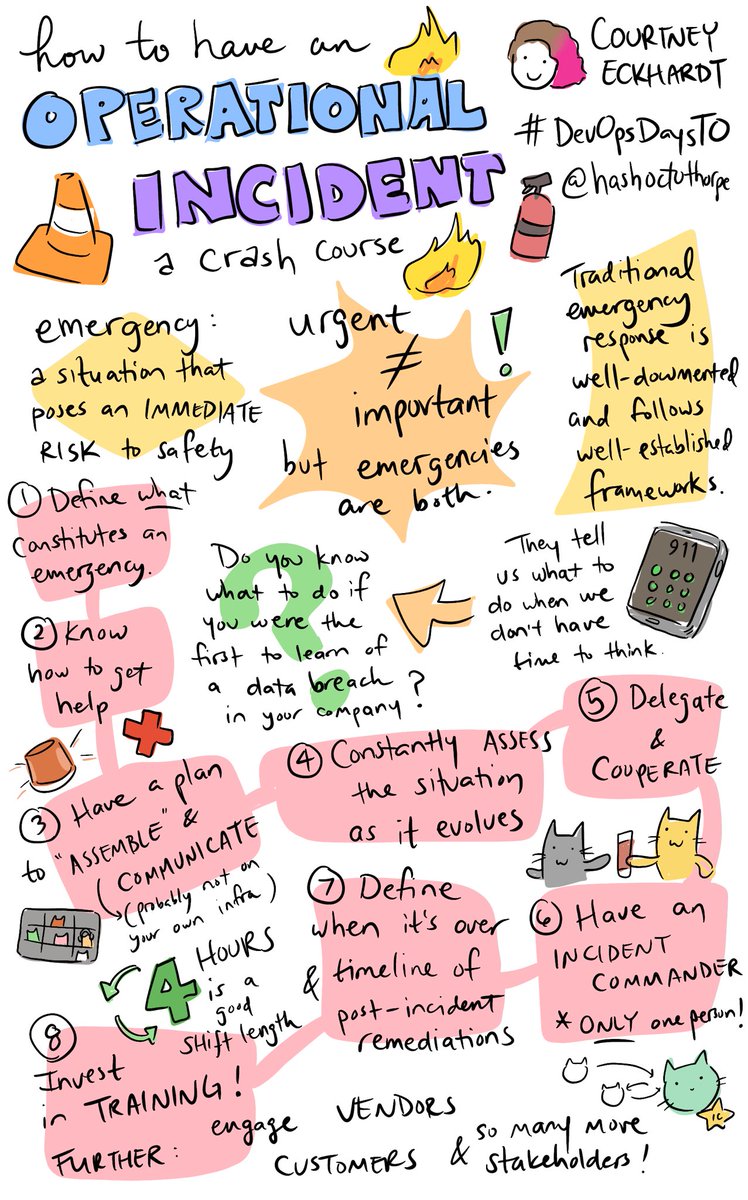 how to have an
OPERATIONAL
INCIDENT
a crash course
COURTNEY
ECKHARDT
# DevOpsDaysTO
@hashoctothorpe
emergency:
a situation that
poses an IMMEDIATE
RISK to safety
urgent
≠
important
but emergencies
are both.
!
Traditional
emergency
response is
well-documented
and follows
well-established
frameworks.
911
They tell
us what to
do when we
don't have
time to think.
Do you know
what to do if
you were the
first to learn of
a data breach
in your company?
?
① Define what
constitutes an
emergency.
② Know
how to get
help
③ Have a plan
to "ASSEMBLE" &
COMMUNICATE
(probably not on
your own infra)
④ Constantly ASSESS
the situation
as it evolves
⑤ Delegate
&
COOPERATE
⑥ Have an
INCIDENT
COMMANDER
* ONLY one person!
IC
⑦ Define
when it's over
& timeline of
post-incident
remediations
4 HOURS
is a
good
shift length
⑧
Invest
in TRAINING!
FURTHER: engage VENDORS
CUSTOMERS & so many more
stakeholders!